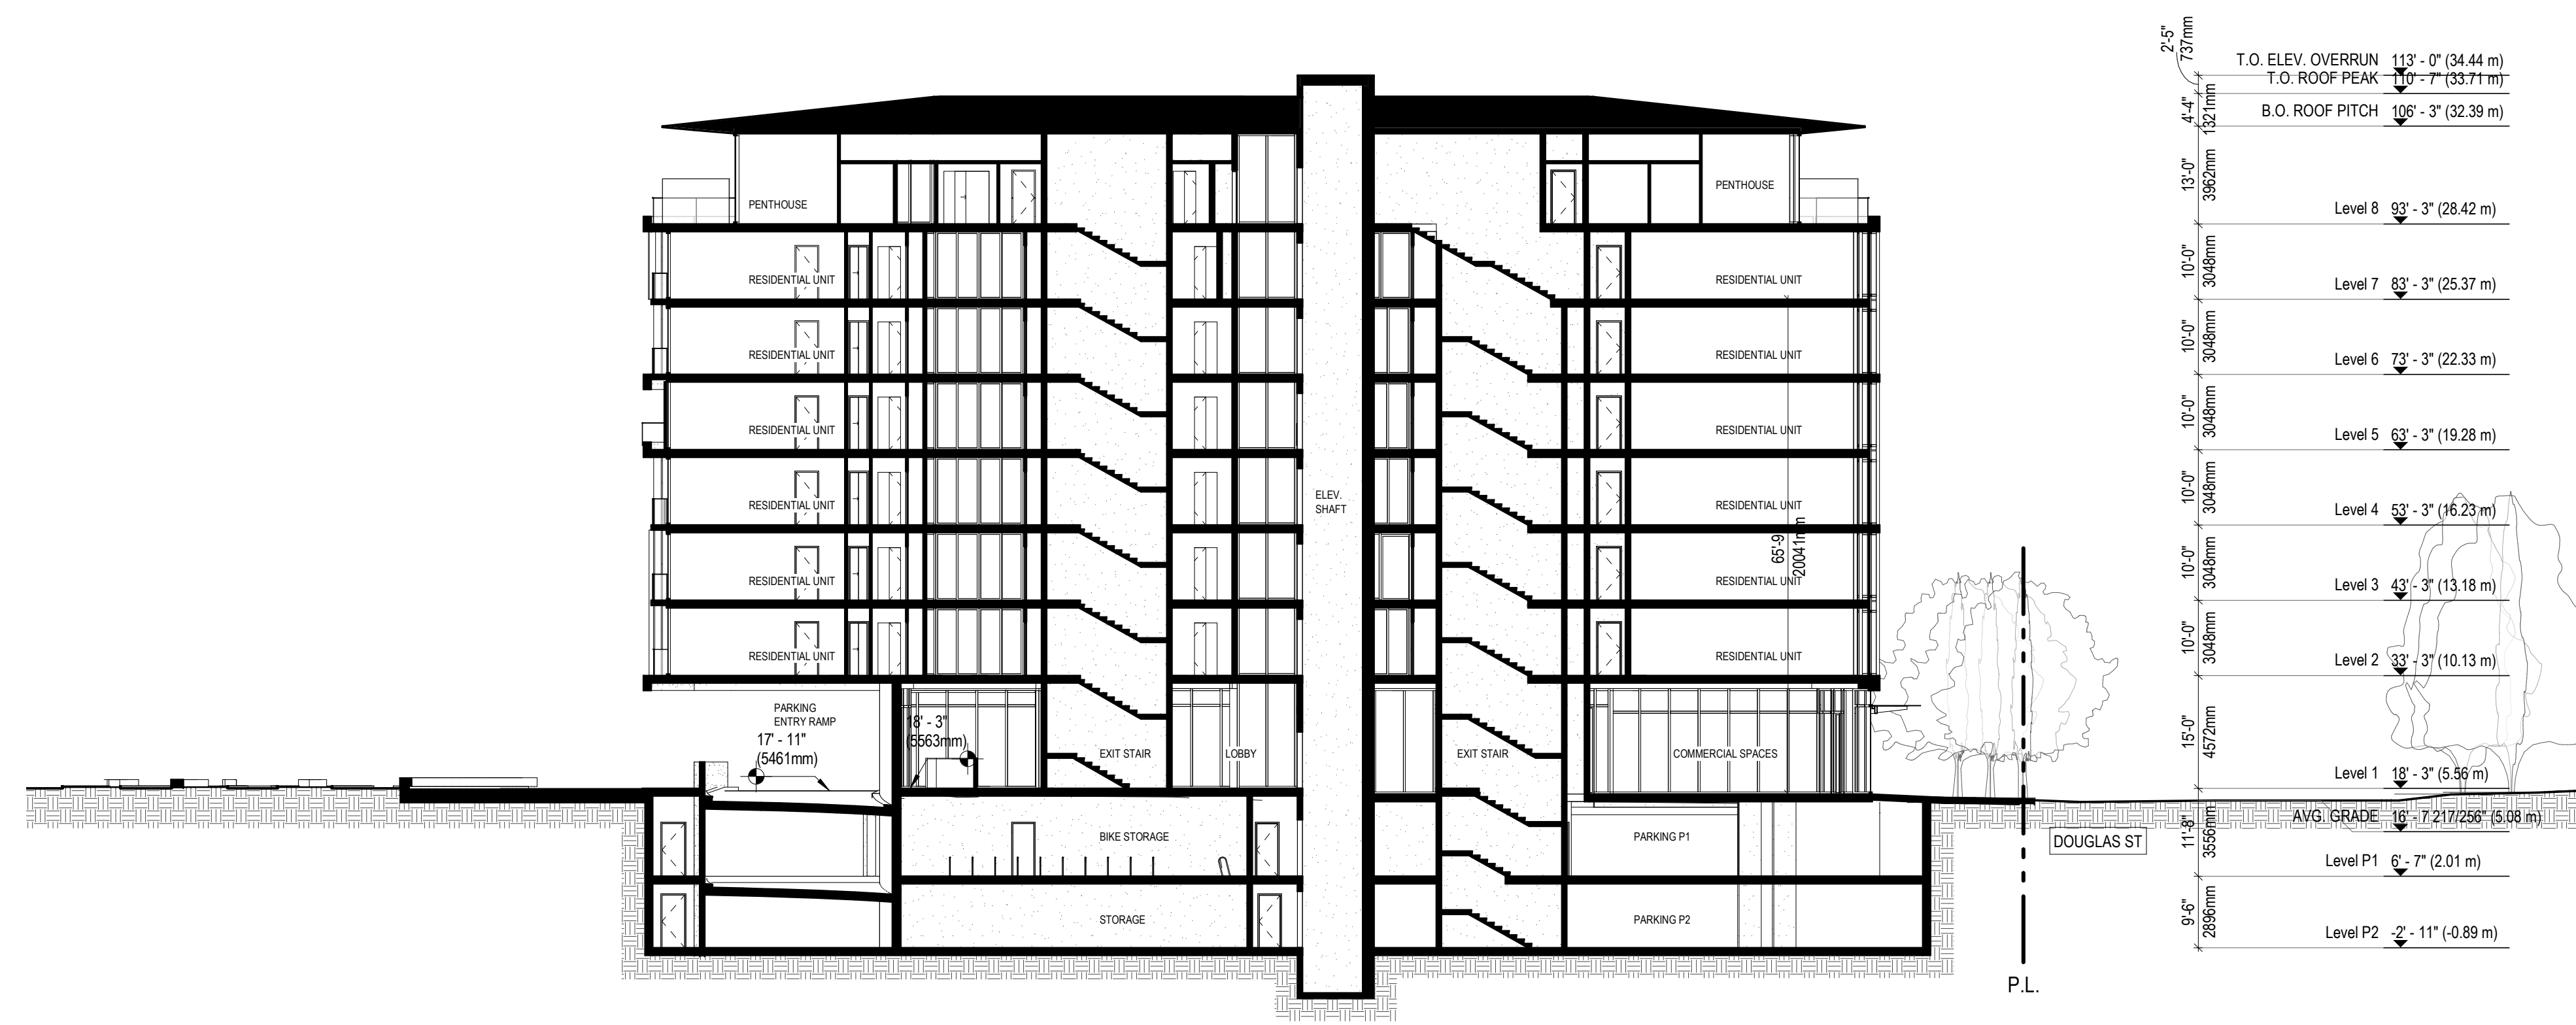 2'-5"
737mm
T.O. ELEV. OVERRUN 113' - 0" (34.44 m)
T.O. ROOF PEAK 110' - 7" (33.71 m)
4'-4"
1321mm
B.O. ROOF PITCH 106' - 3" (32.39 m)
13'-0"
3962mm
PENTHOUSE
PENTHOUSE
Level 8 93' - 3" (28.42 m)
10'-0"
3048mm
RESIDENTIAL UNIT
RESIDENTIAL UNIT
Level 7 83' - 3" (25.37 m)
10'-0"
3048mm
RESIDENTIAL UNIT
RESIDENTIAL UNIT
Level 6 73' - 3" (22.33 m)
10'-0"
3048mm
RESIDENTIAL UNIT
RESIDENTIAL UNIT
Level 5 63' - 3" (19.28 m)
10'-0"
3048mm
RESIDENTIAL UNIT
ELEV.
SHAFT
RESIDENTIAL UNIT
65'-9
20041mm
Level 4 53' - 3" (16.23 m)
10'-0"
3048mm
RESIDENTIAL UNIT
RESIDENTIAL UNIT
Level 3 43' - 3" (13.18 m)
10'-0"
3048mm
RESIDENTIAL UNIT
RESIDENTIAL UNIT
Level 2 33' - 3" (10.13 m)
15'-0"
4572mm
PARKING
ENTRY RAMP
17' - 11"
(5461mm)
18' - 3"
(5563mm)
EXIT STAIR
LOBBY
EXIT STAIR
COMMERCIAL SPACES
Level 1 18' - 3" (5.56 m)
11'-8"
3556mm
AVG. GRADE 16' - 7 217/256" (5.08 m)
BIKE STORAGE
PARKING P1
DOUGLAS ST
Level P1 6' - 7" (2.01 m)
9'-6"
2896mm
STORAGE
PARKING P2
Level P2 -2' - 11" (-0.89 m)
P.L.